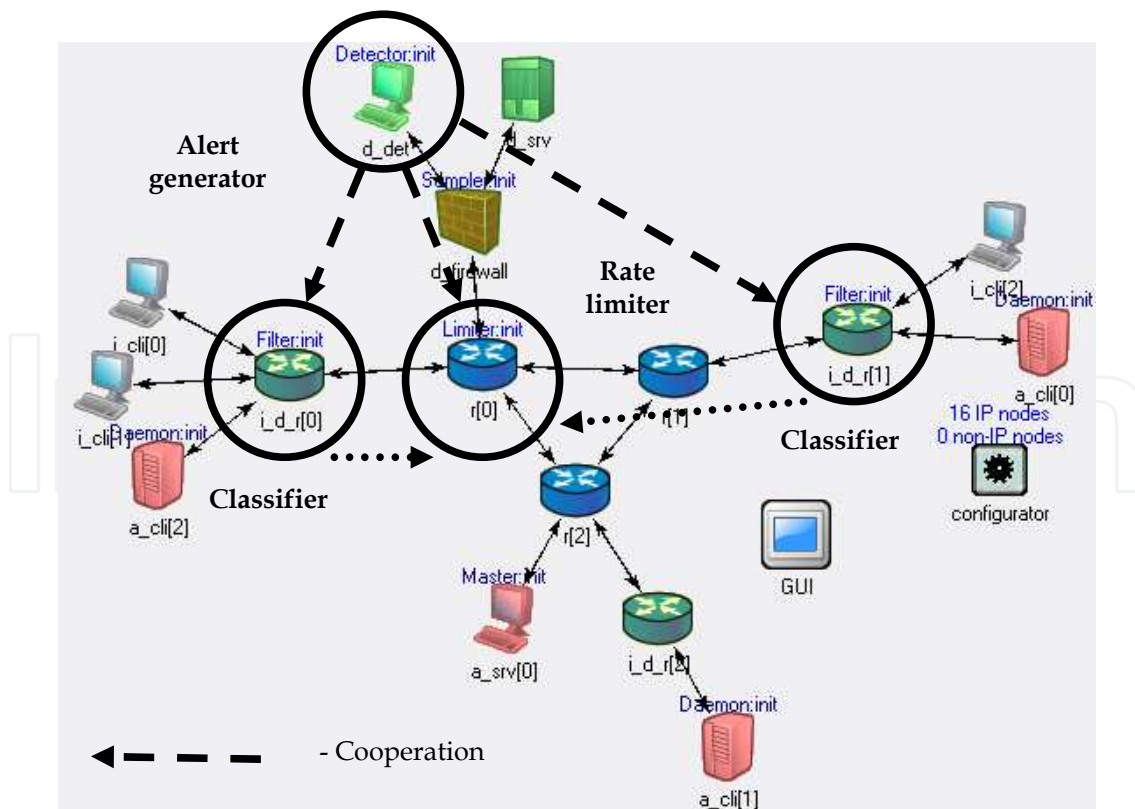 Detector:init
d_det
d_srv
Alert
generator
Sampler:init
d_firewall
Rate
limiter
i_cli[2]
Daemon:init
Filter:init
i_d_r[1]
a_cli[0]
i_cli[0]
Filter:init
Limiter:init
i_cli[1]
i_d_r[0]
r[0]
r[1]
Daemon:init
16 IP nodes
0 non-IP nodes
Classifier
a_cli[2]
Classifier
configurator
r[2]
Master:init
GUI
a_srv[0]
i_d_r[2]
Daemon:init
- Cooperation
a_cli[1]